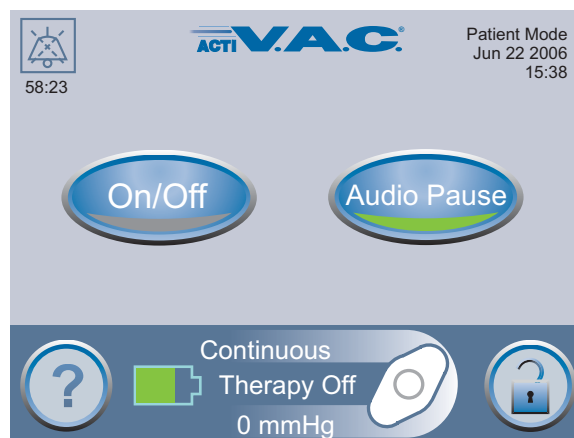 58:23
ACTI V.A.C.®
Patient Mode
Jun 22 2006
15:38
On/Off
Audio Pause
?
Continuous
Therapy Off
0 mmHg